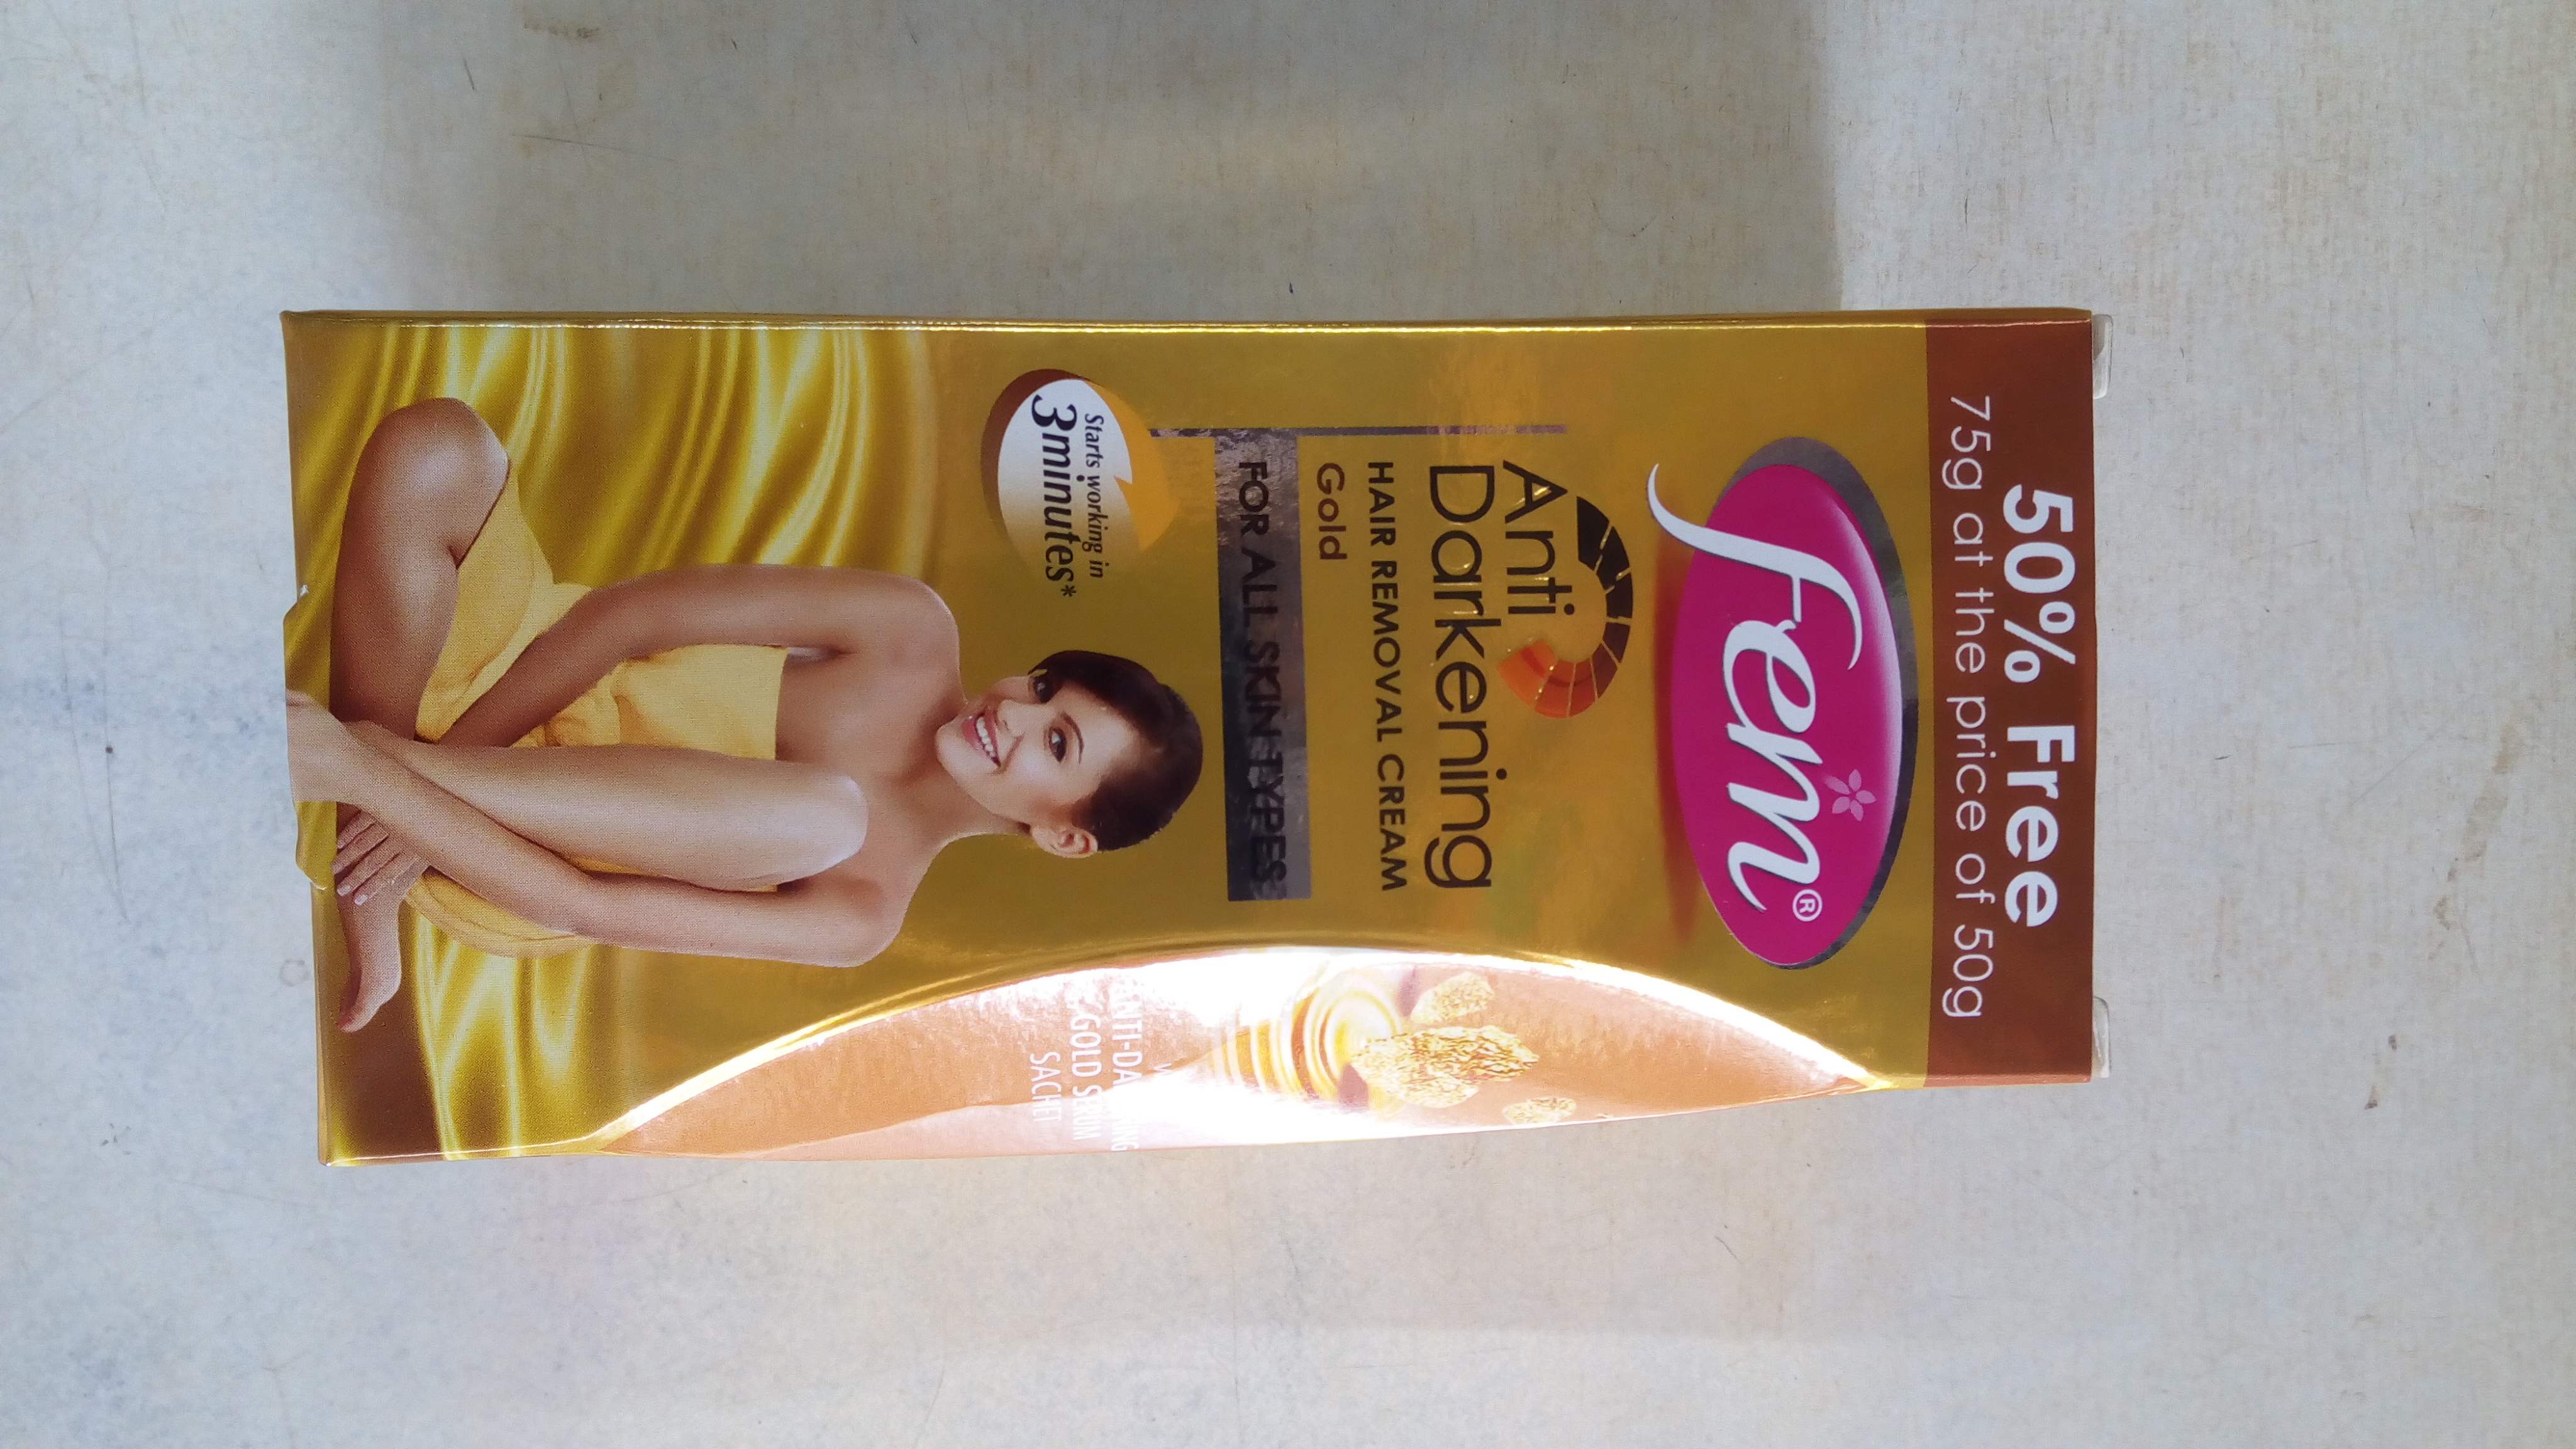 50% Free
75g at the price of 50g
Fem®
Anti
Darkening
HAIR REMOVAL CREAM
Gold
FOR ALL SKIN TYPES
Starts working in
3minutes*
GOLD SERUM
SACHET